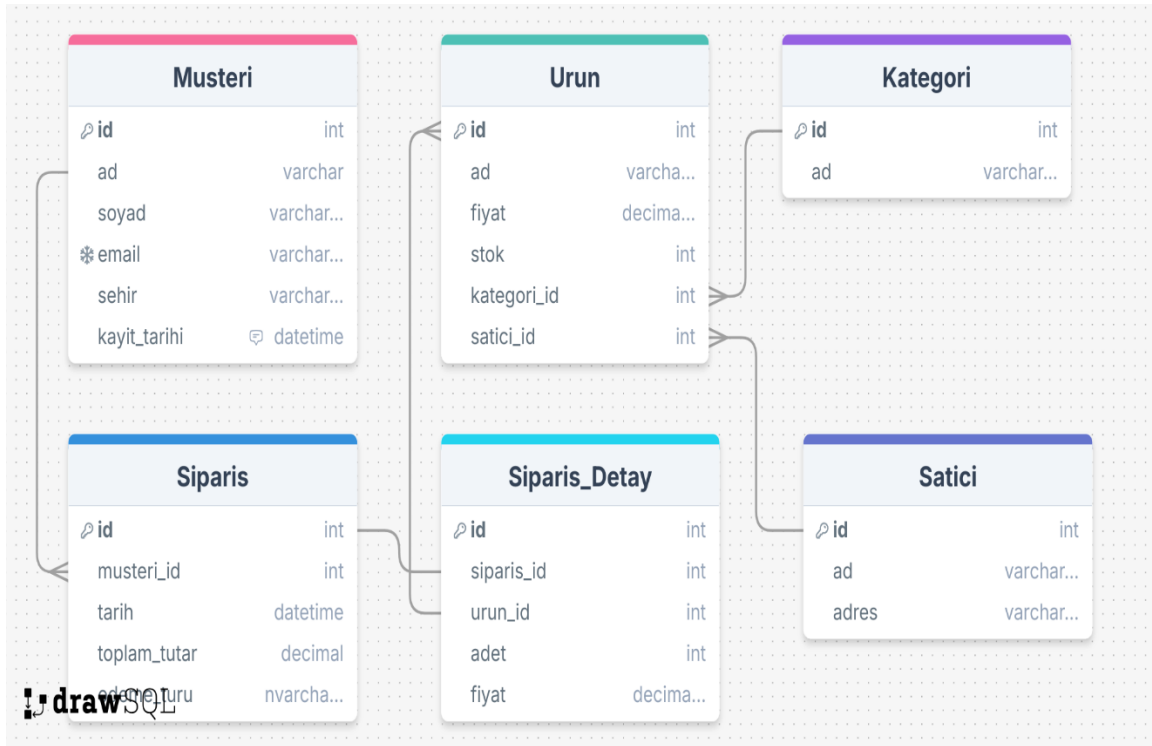 Musteri
id int
ad varchar
soyad varchar...
email varchar...
sehir varchar...
kayit_tarihi datetime
Urun
id int
ad varcha...
fiyat decima...
stok int
kategori_id int
satici_id int
Kategori
id int
ad varchar...
Siparis
id int
musteri_id int
tarih datetime
toplam_tutar decimal
odeme_turu nvarcha...
Siparis_Detay
id int
siparis_id int
urun_id int
adet int
fiyat decima...
Satici
id int
ad varchar...
adres varchar...
drawSQL